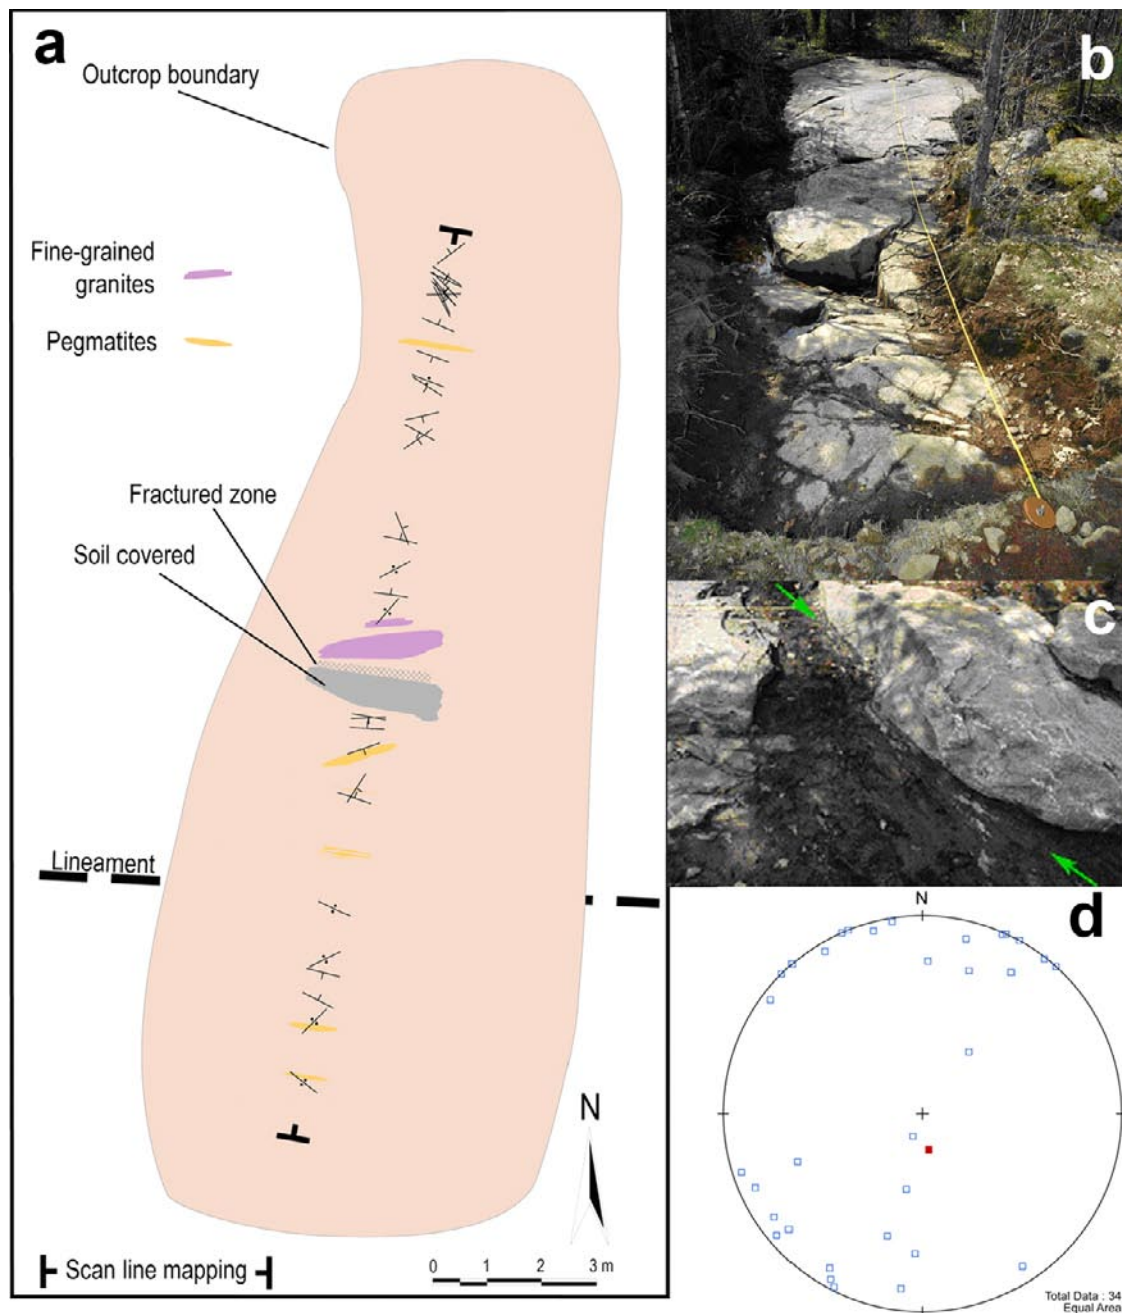 a
Outcrop boundary
Fine-grained
granites
Pegmatites
Fractured zone
Soil covered
Lineament
N
Scan line mapping
0 1 2 3 m
b
c
d
N
Total Data : 34
Equal Area